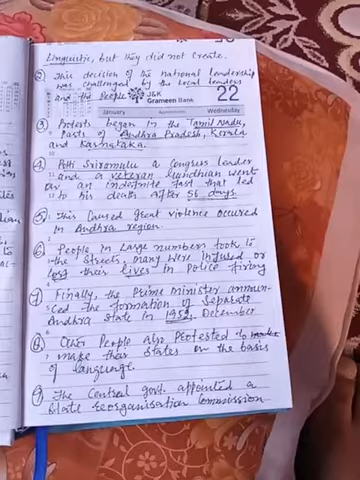 Linguistic, but they did not create.
② This decision of the national leadership
was challenged by the Local leaders
and the People
J&K
Grameen Bank
22
January
Wednesday
③ Protests began in the Tamil Nadu,
Parts of Andhra Pradesh, Kerala
and Karnataka.
④ Potti Sriramulu a Congress leader
and a veteran Gandhian went
on an indefinite fast that led
to his death after 56 days.
⑤ This caused great violence occured
in Andhra region.
⑥ People in Large numbers took to
the streets, many were injured or
lost their lives in Police firing
⑦ Finally, the Prime Minister announ-
ced the formation of Separate
Andhra state in 1952, December
⑧ Other People also Protested to
make their states on the basis
of language.
⑨ The Central govt. appointed a
State Reorganisation Commission